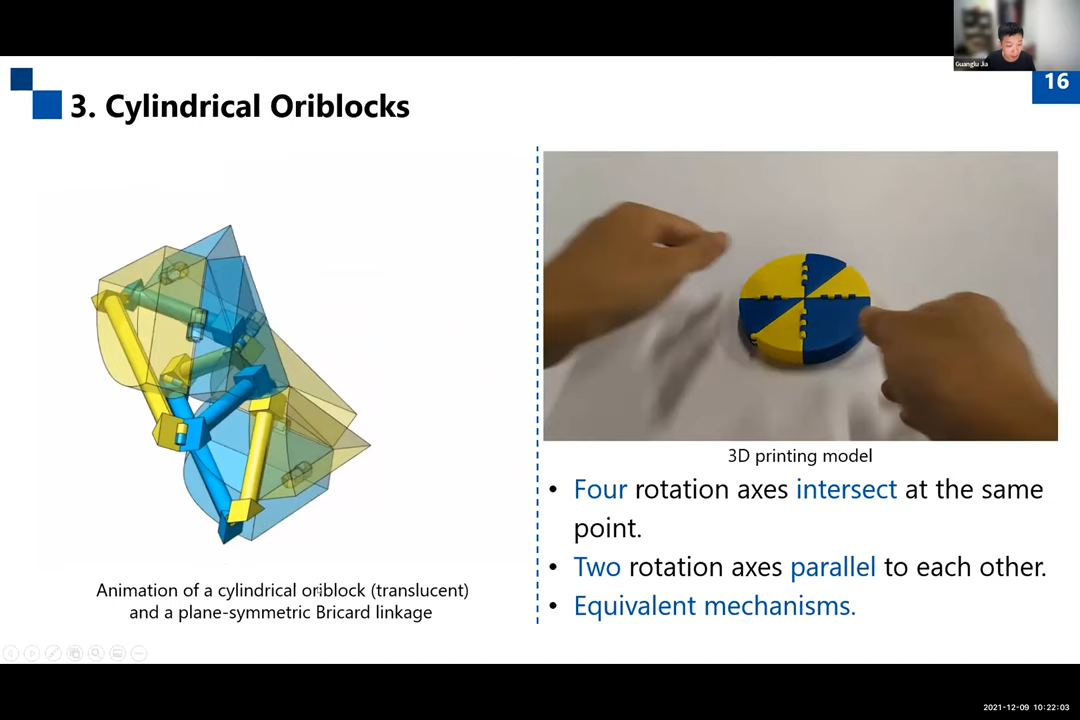 Guanglu Jia
16
3. Cylindrical Oriblocks
3D printing model
• Four rotation axes intersect at the same
point.
• Two rotation axes parallel to each other.
• Equivalent mechanisms.
Animation of a cylindrical oriblock (translucent)
and a plane-symmetric Bricard linkage
2021-12-09 10:22:03